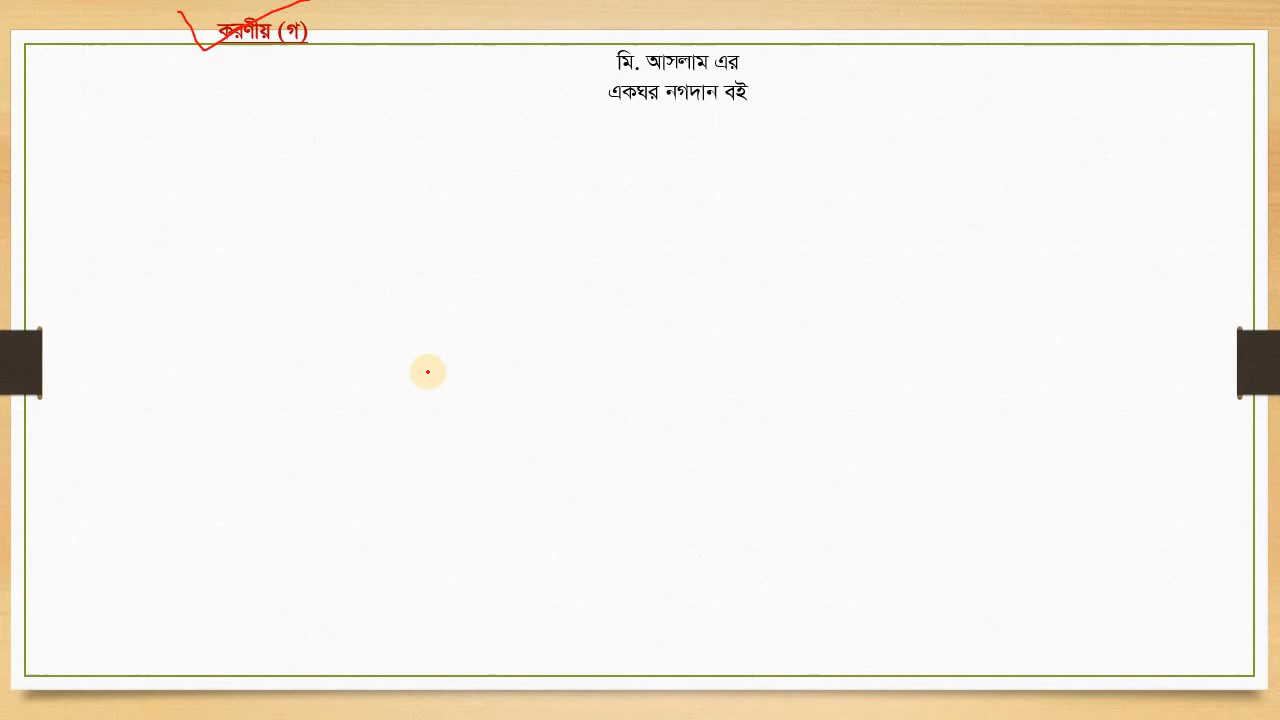 করণীয় (গ)
মি. আসলাম এর
একঘর নগদান বই